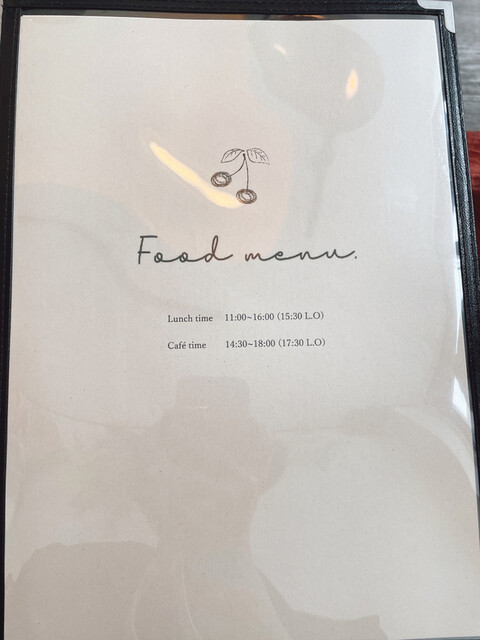 Food menu.
Lunch time 11:00~16:00 (15:30 L.O)
Café time 14:30~18:00 (17:30 L.O)